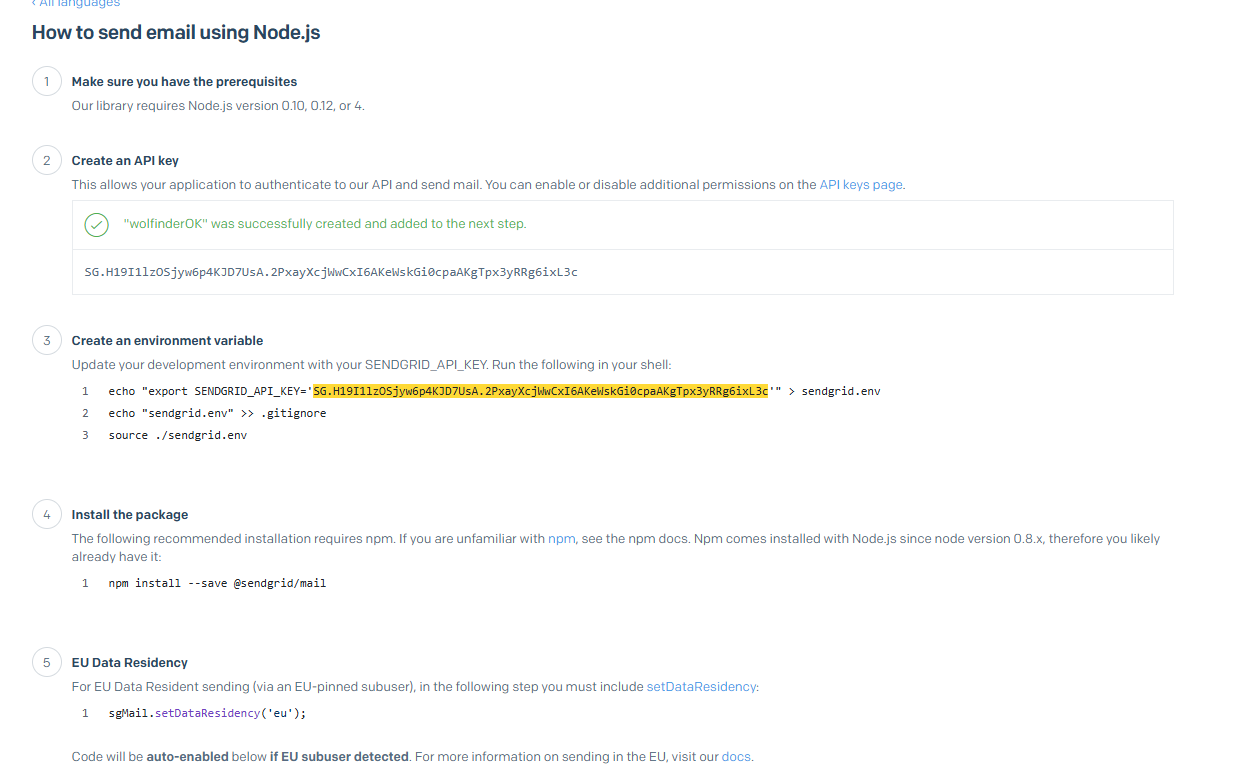 ‹ All languages
How to send email using Node.js
1 Make sure you have the prerequisites
Our library requires Node.js version 0.10, 0.12, or 4.
2 Create an API key
This allows your application to authenticate to our API and send mail. You can enable or disable additional permissions on the API keys page.
"wolfinderOK" was successfully created and added to the next step.
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
3 Create an environment variable
Update your development environment with your SENDGRID_API_KEY. Run the following in your shell:
1 echo "export SENDGRID_API_KEY='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'" > sendgrid.env
2 echo "sendgrid.env" >> .gitignore
3 source ./sendgrid.env
4 Install the package
The following recommended installation requires npm. If you are unfamiliar with npm, see the npm docs. Npm comes installed with Node.js since node version 0.8.x, therefore you likely
already have it:
1 npm install --save @sendgrid/mail
5 EU Data Residency
For EU Data Resident sending (via an EU-pinned subuser), in the following step you must include setDataResidency:
1 sgMail.setDataResidency('eu');
Code will be auto-enabled below if EU subuser detected. For more information on sending in the EU, visit our docs.